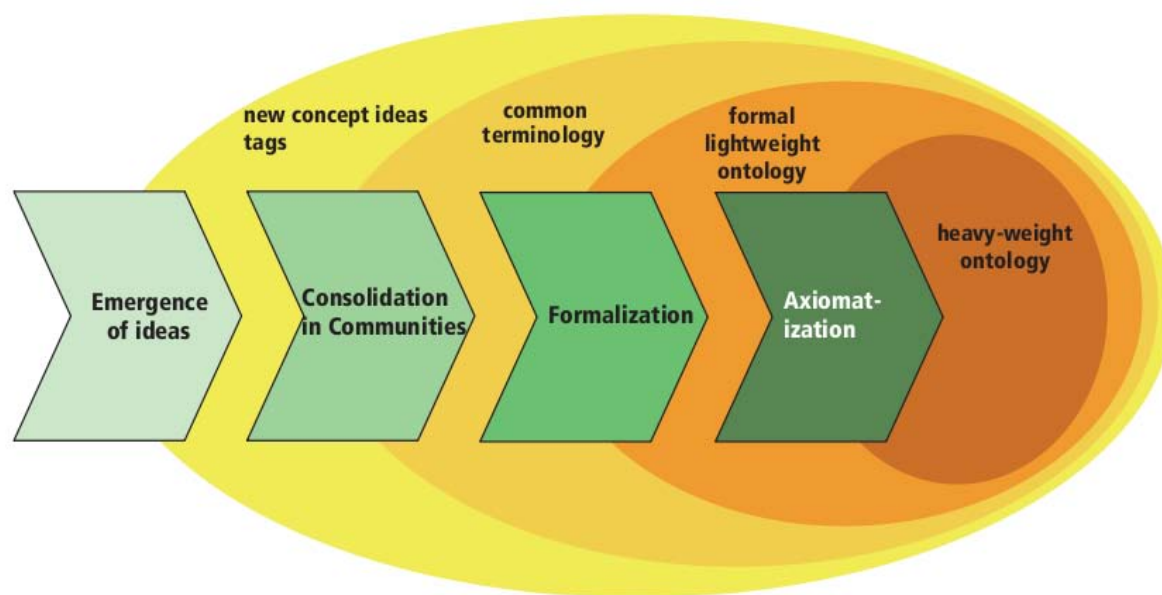 new concept ideas
tags
common
terminology
formal
lightweight
ontology
heavy-weight
ontology
Emergence
of ideas
Consolidation
in Communities
Formalization
Axiomat-
ization